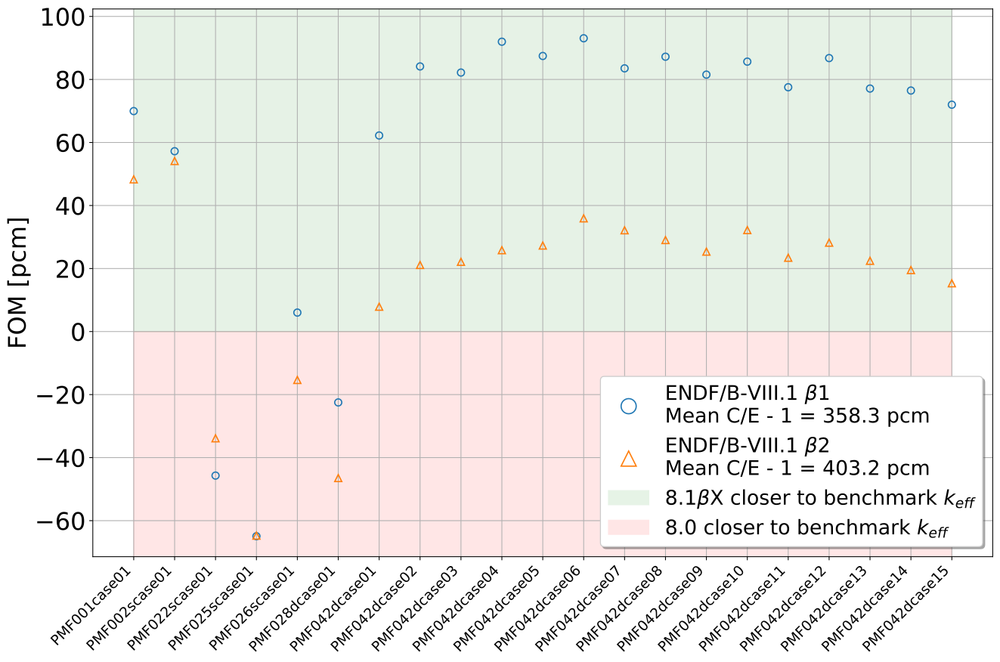 100
80
60
40
20
0
−20
−40
−60
FOM [pcm]
ENDF/B-VIII.1 β1
Mean C/E - 1 = 358.3 pcm
ENDF/B-VIII.1 β2
Mean C/E - 1 = 403.2 pcm
8.1βX closer to benchmark k_eff
8.0 closer to benchmark k_eff
PMF001case01
PMF002scase01
PMF022scase01
PMF025scase01
PMF026scase01
PMF028dcase01
PMF042dcase01
PMF042dcase02
PMF042dcase03
PMF042dcase04
PMF042dcase05
PMF042dcase06
PMF042dcase07
PMF042dcase08
PMF042dcase09
PMF042dcase10
PMF042dcase11
PMF042dcase12
PMF042dcase13
PMF042dcase14
PMF042dcase15